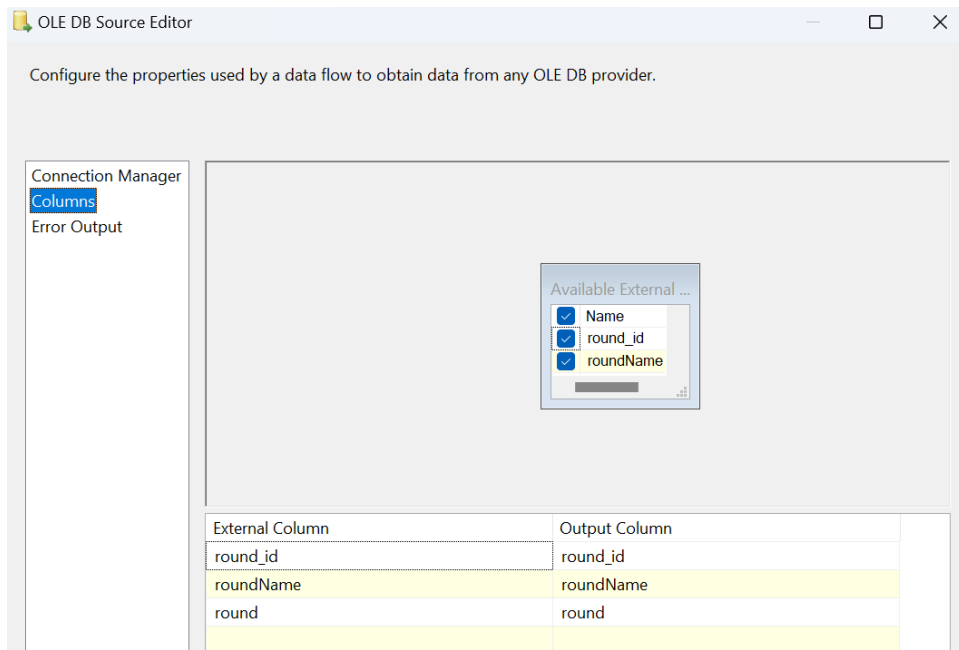 OLE DB Source Editor
Configure the properties used by a data flow to obtain data from any OLE DB provider.
Connection Manager
Columns
Error Output
Available External ...
Name
round_id
roundName
External Column Output Column
round_id round_id
roundName roundName
round round